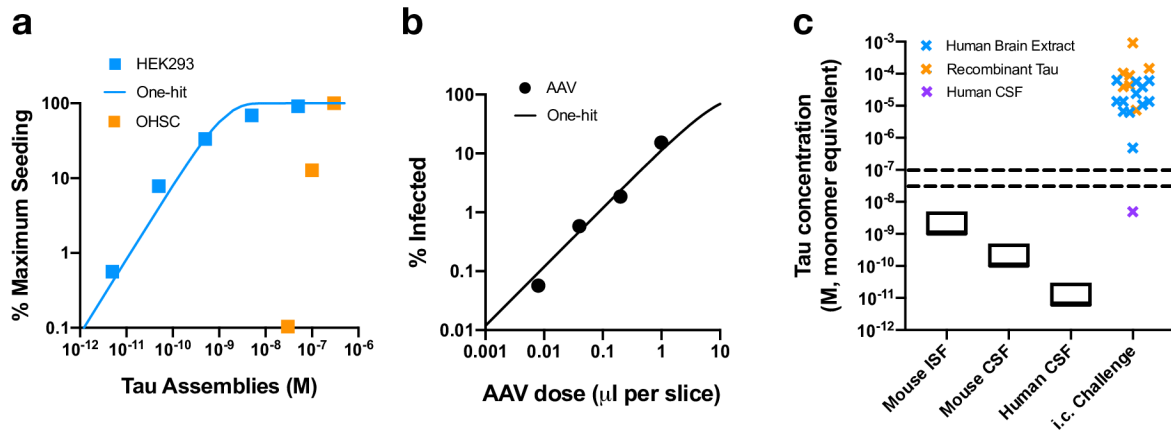 a
HEK293
One-hit
OHSC
% Maximum Seeding
100
10
1
0.1
10-12
10-11
10-10
10-9
10-8
10-7
10-6
Tau Assemblies (M)
b
AAV
One-hit
% Infected
100
10
1
0.1
0.01
0.001
0.01
0.1
1
10
AAV dose (μl per slice)
c
Human Brain Extract
Recombinant Tau
Human CSF
Tau concentration
(M, monomer equivalent)
10-3
10-4
10-5
10-6
10-7
10-8
10-9
10-10
10-11
10-12
Mouse ISF
Mouse CSF
Human CSF
i.c. Challenge